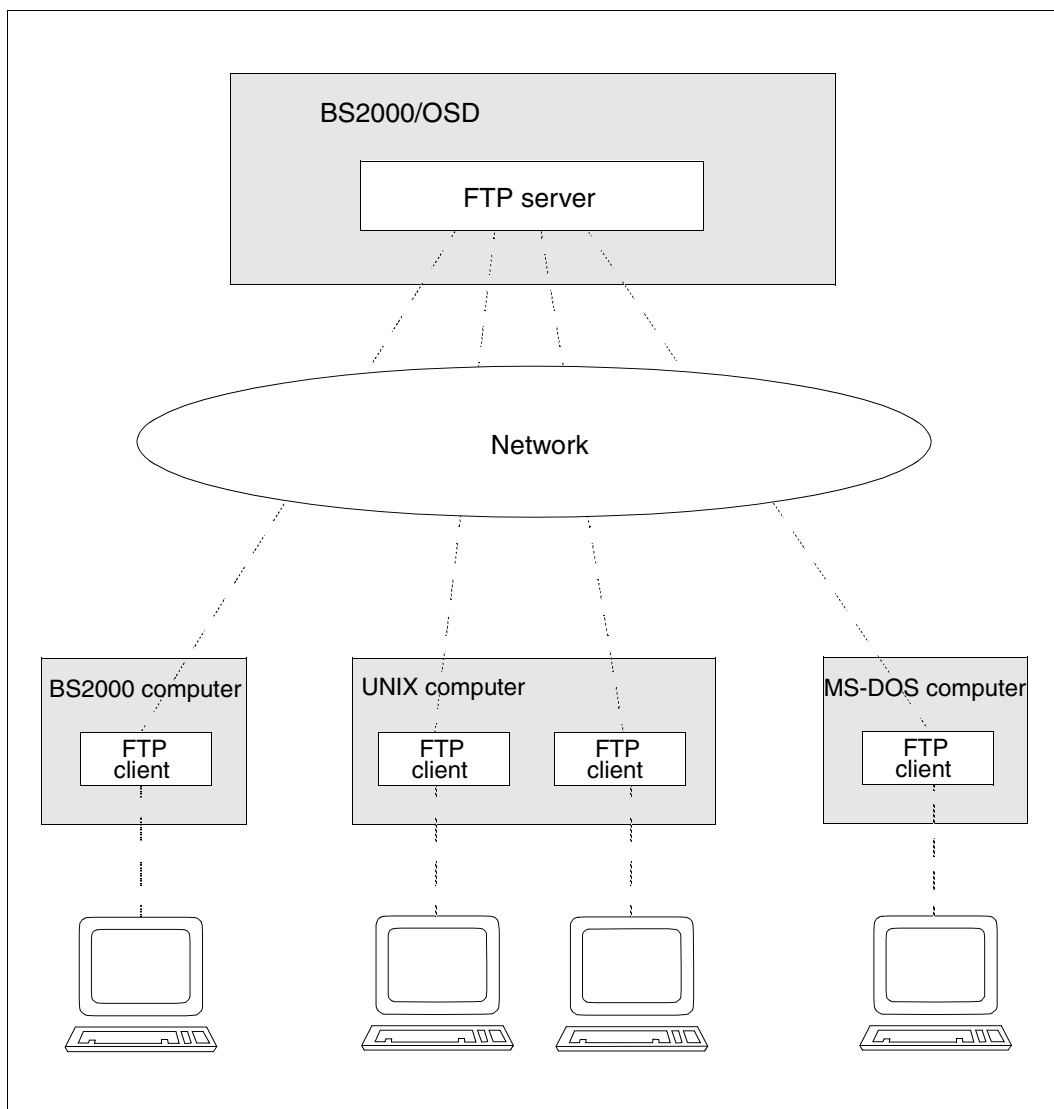 BS2000/OSD
FTP server
Network
BS2000 computer
UNIX computer
MS-DOS computer
FTP
client
FTP
client
FTP
client
FTP
client